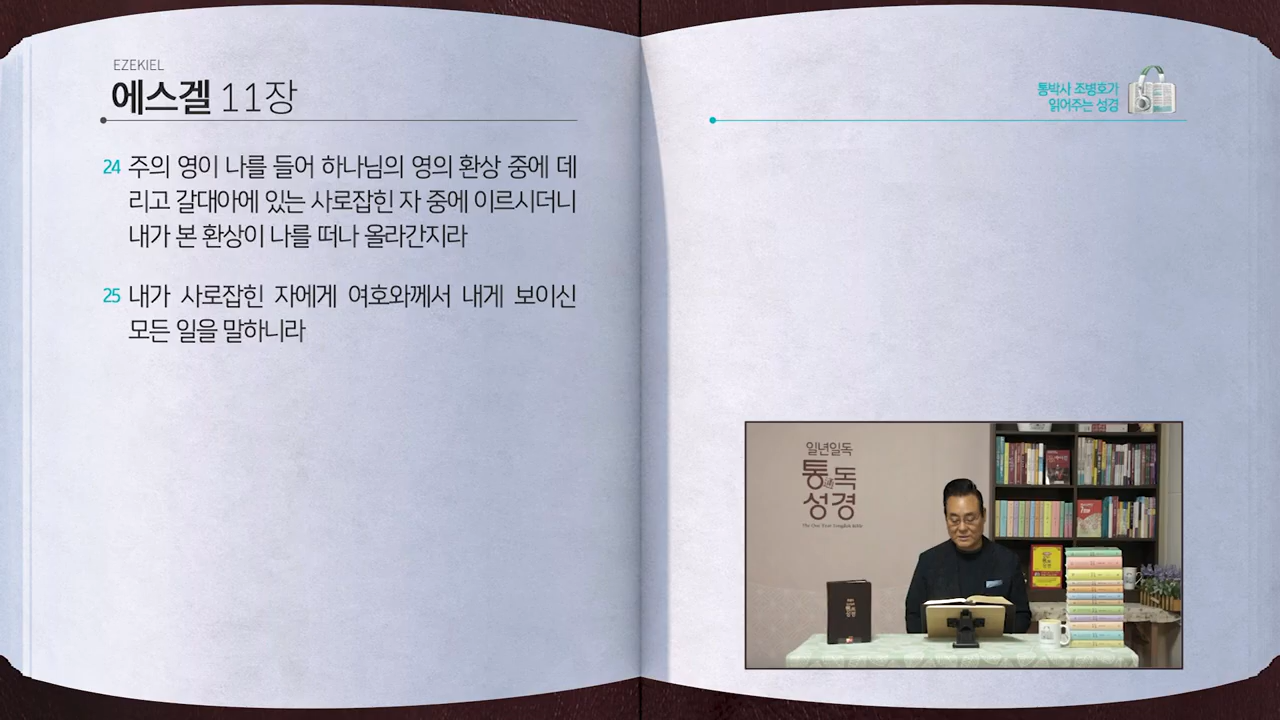 EZEKIEL
에스겔 11장
24 주의 영이 나를 들어 하나님의 영의 환상 중에 데
리고 갈대아에 있는 사로잡힌 자 중에 이르시더니
내가 본 환상이 나를 떠나 올라간지라
25 내가 사로잡힌 자에게 여호와께서 내게 보이신
모든 일을 말하니라
통박사 조병호가
읽어주는 성경
일년일독
통독
성경
The One Year Tongdok Bible